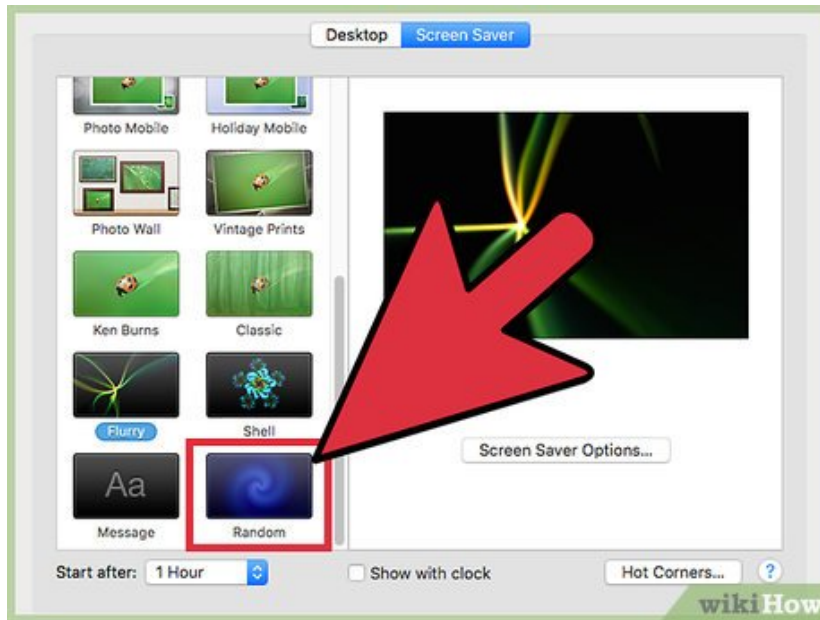 Desktop Screen Saver
Photo Mobile Holiday Mobile
Photo Wall Vintage Prints
Ken Burns Classic
Flurry Shell
Aa
Message Random
Screen Saver Options...
Start after: 1 Hour Show with clock Hot Corners... ?
wikiHow